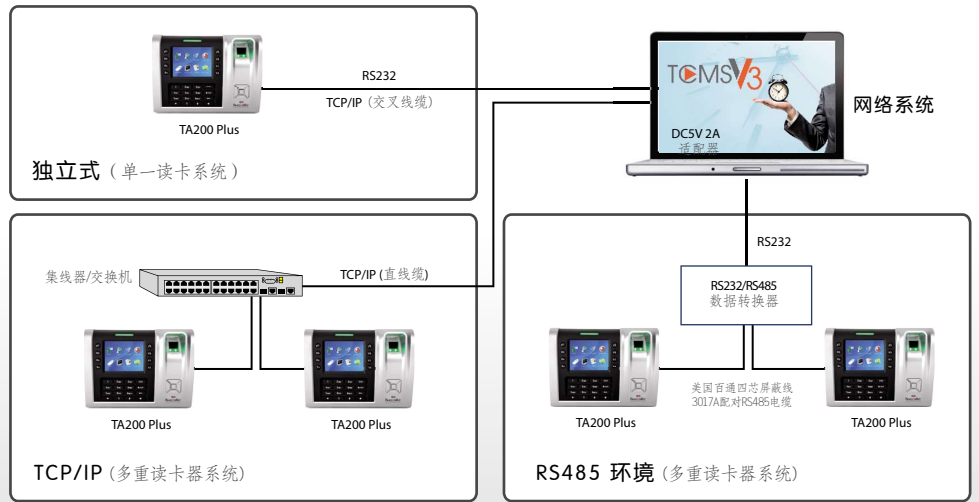 RS232
TCP/IP (交叉线缆)
TA200 Plus
独立式 (单一读卡系统)
TCMSV3
DC5V 2A
适配器
网络系统
集线器/交换机
TCP/IP (直线缆)
TA200 Plus
TA200 Plus
TCP/IP (多重读卡器系统)
RS232
RS232/RS485
数据转换器
美国百通四芯屏蔽线
3017A配对RS485电缆
TA200 Plus
TA200 Plus
RS485 环境 (多重读卡器系统)